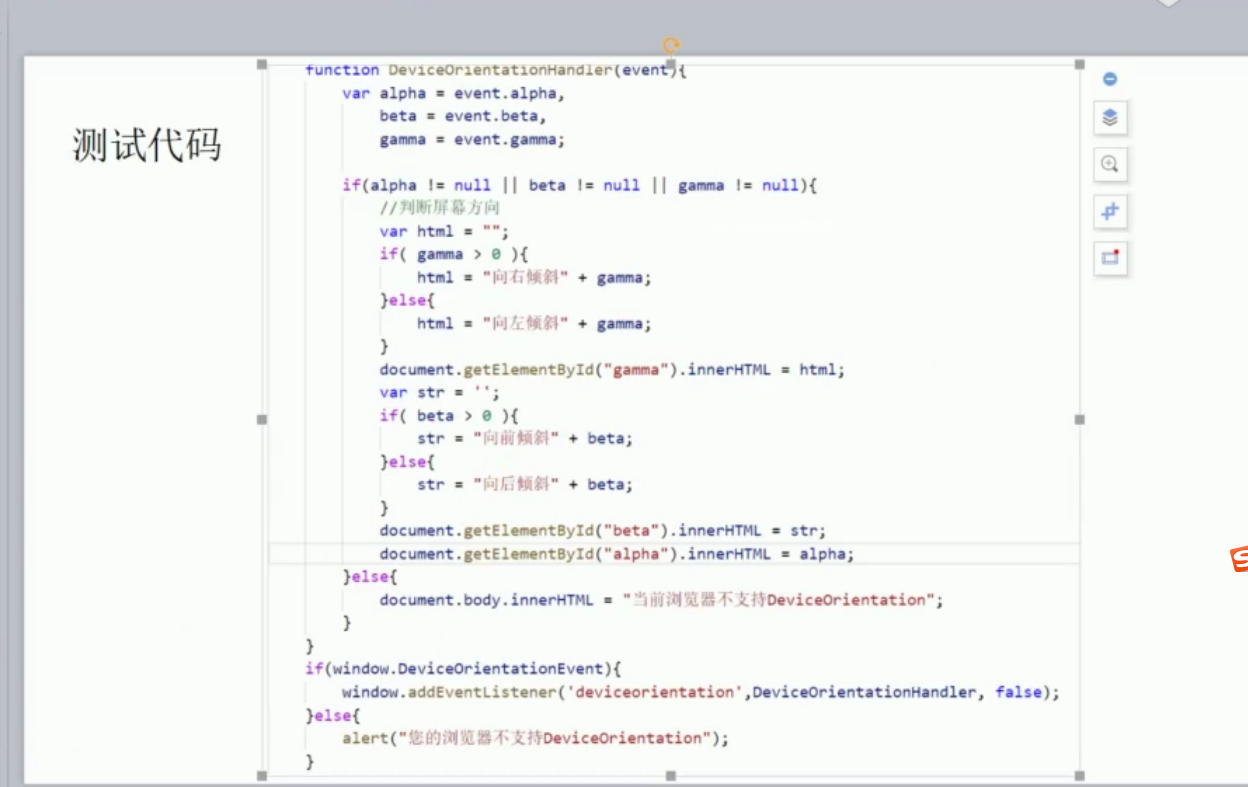 测试代码
function DeviceOrientationHandler(event){
    var alpha = event.alpha,
        beta = event.beta,
        gamma = event.gamma;

    if(alpha != null || beta != null || gamma != null){
        //判断屏幕方向
        var html = "";
        if( gamma > 0 ){
            html = "向右倾斜" + gamma;
        }else{
            html = "向左倾斜" + gamma;
        }
        document.getElementById("gamma").innerHTML = html;
        var str = '';
        if( beta > 0 ){
            str = "向前倾斜" + beta;
        }else{
            str = "向后倾斜" + beta;
        }
        document.getElementById("beta").innerHTML = str;
        document.getElementById("alpha").innerHTML = alpha;
    }else{
        document.body.innerHTML = "当前浏览器不支持DeviceOrientation";
    }
}
if(window.DeviceOrientationEvent){
    window.addEventListener('deviceorientation',DeviceOrientationHandler, false);
}else{
    alert("您的浏览器不支持DeviceOrientation");
}